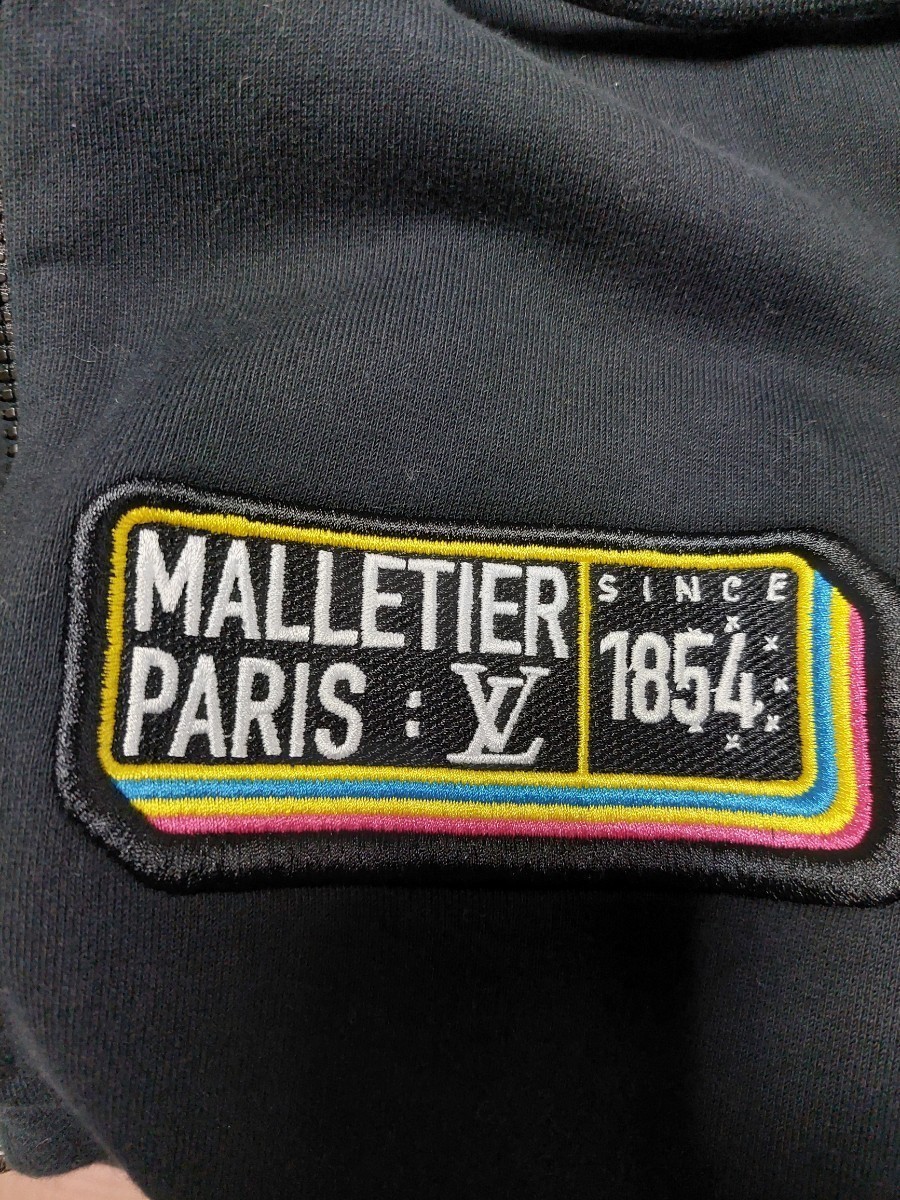 MALLETIER
PARIS : LV
SINCE
1854